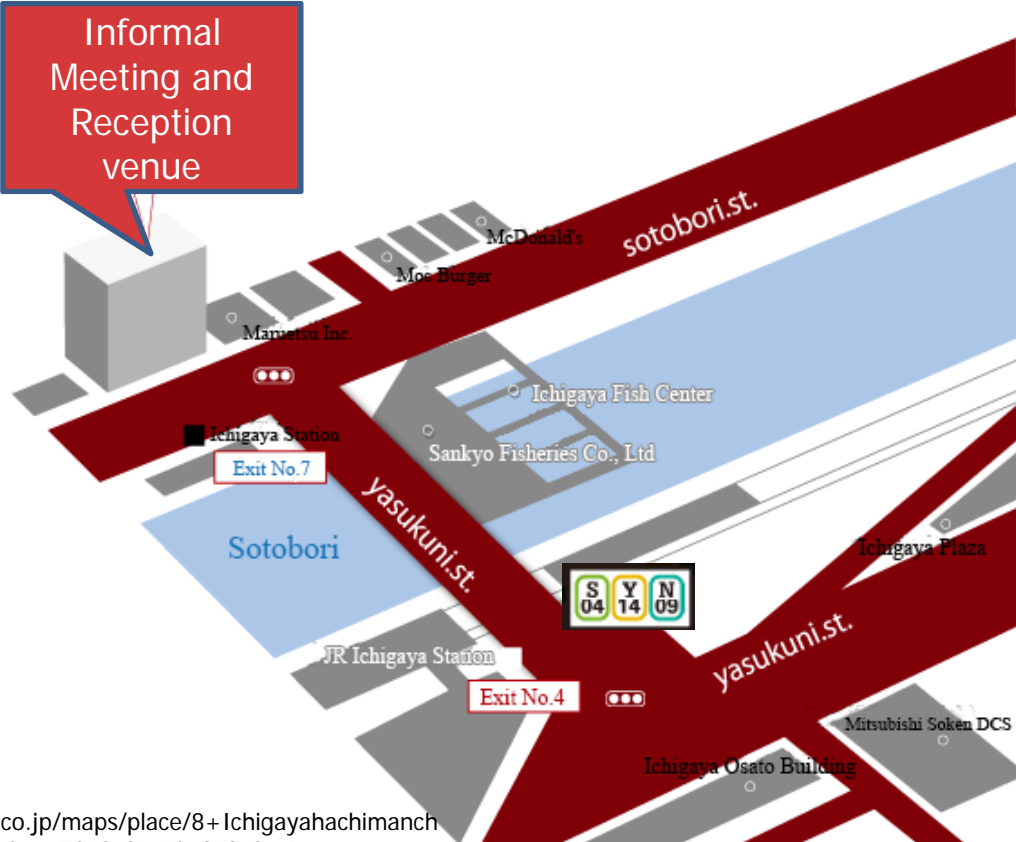 Informal
Meeting and
Reception
venue
sotobori.st.
McDonald's
Mos Burger
Maruetsu Inc.
Ichigaya Fish Center
Ichigaya Station
Sankyo Fisheries Co., Ltd
Exit No.7
yasukuni.st.
Sotobori
Ichigaya Plaza
S Y N
04 14 09
yasukuni.st.
JR Ichigaya Station
Exit No.4
Mitsubishi Soken DCS
Ichigaya Osato Building
co.jp/maps/place/8+Ichigayahachimanch